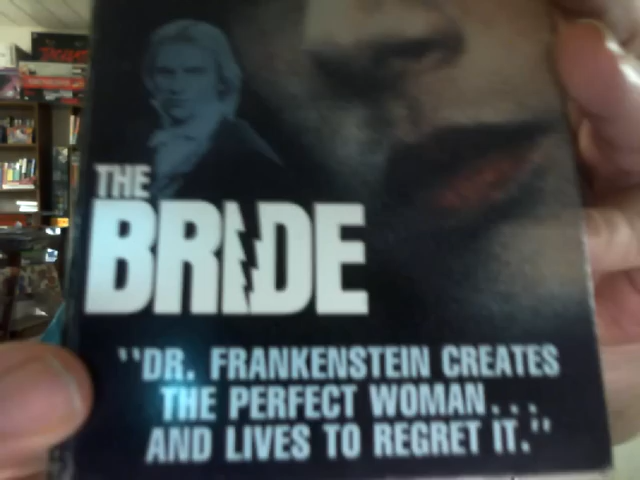 THE
BRIDE
"DR. FRANKENSTEIN CREATES
THE PERFECT WOMAN...
AND LIVES TO REGRET IT."